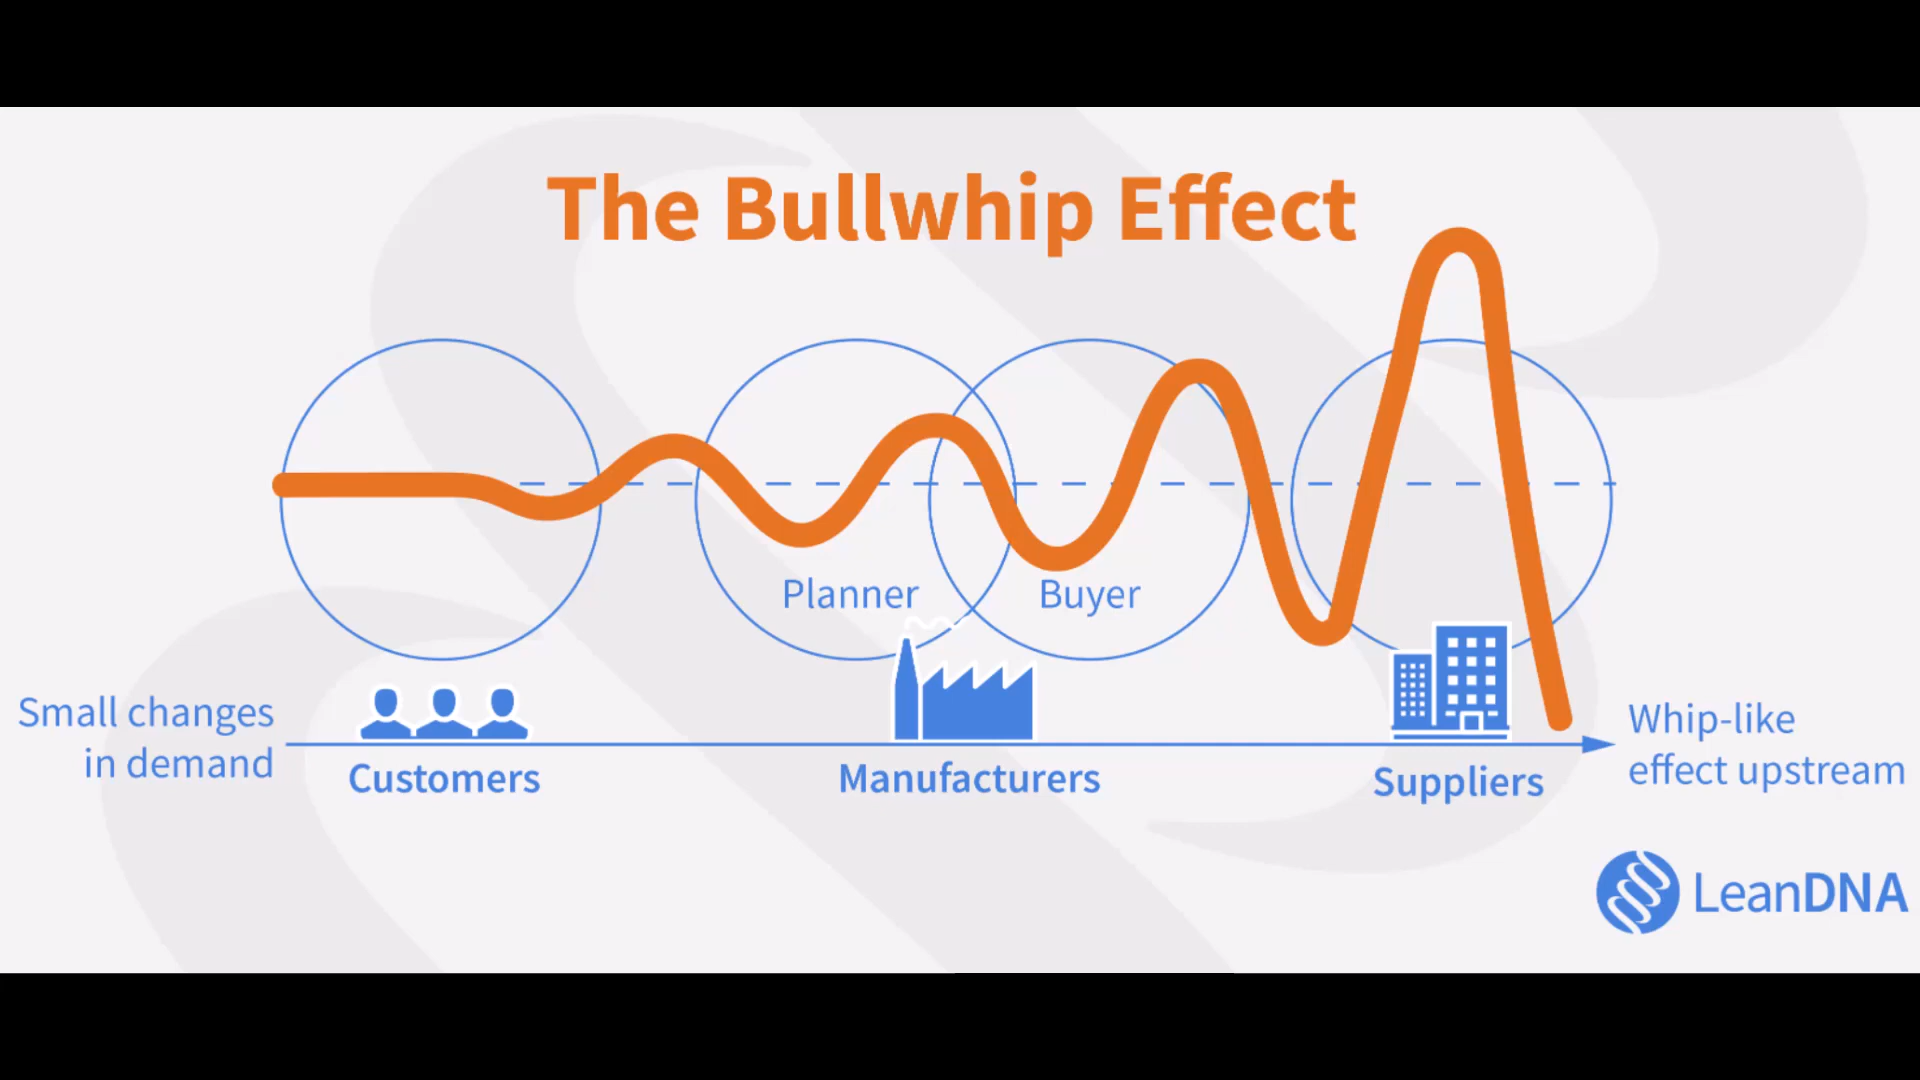 The Bullwhip Effect
Planner
Buyer
Small changes
in demand
Customers
Manufacturers
Suppliers
Whip-like
effect upstream
LeanDNA